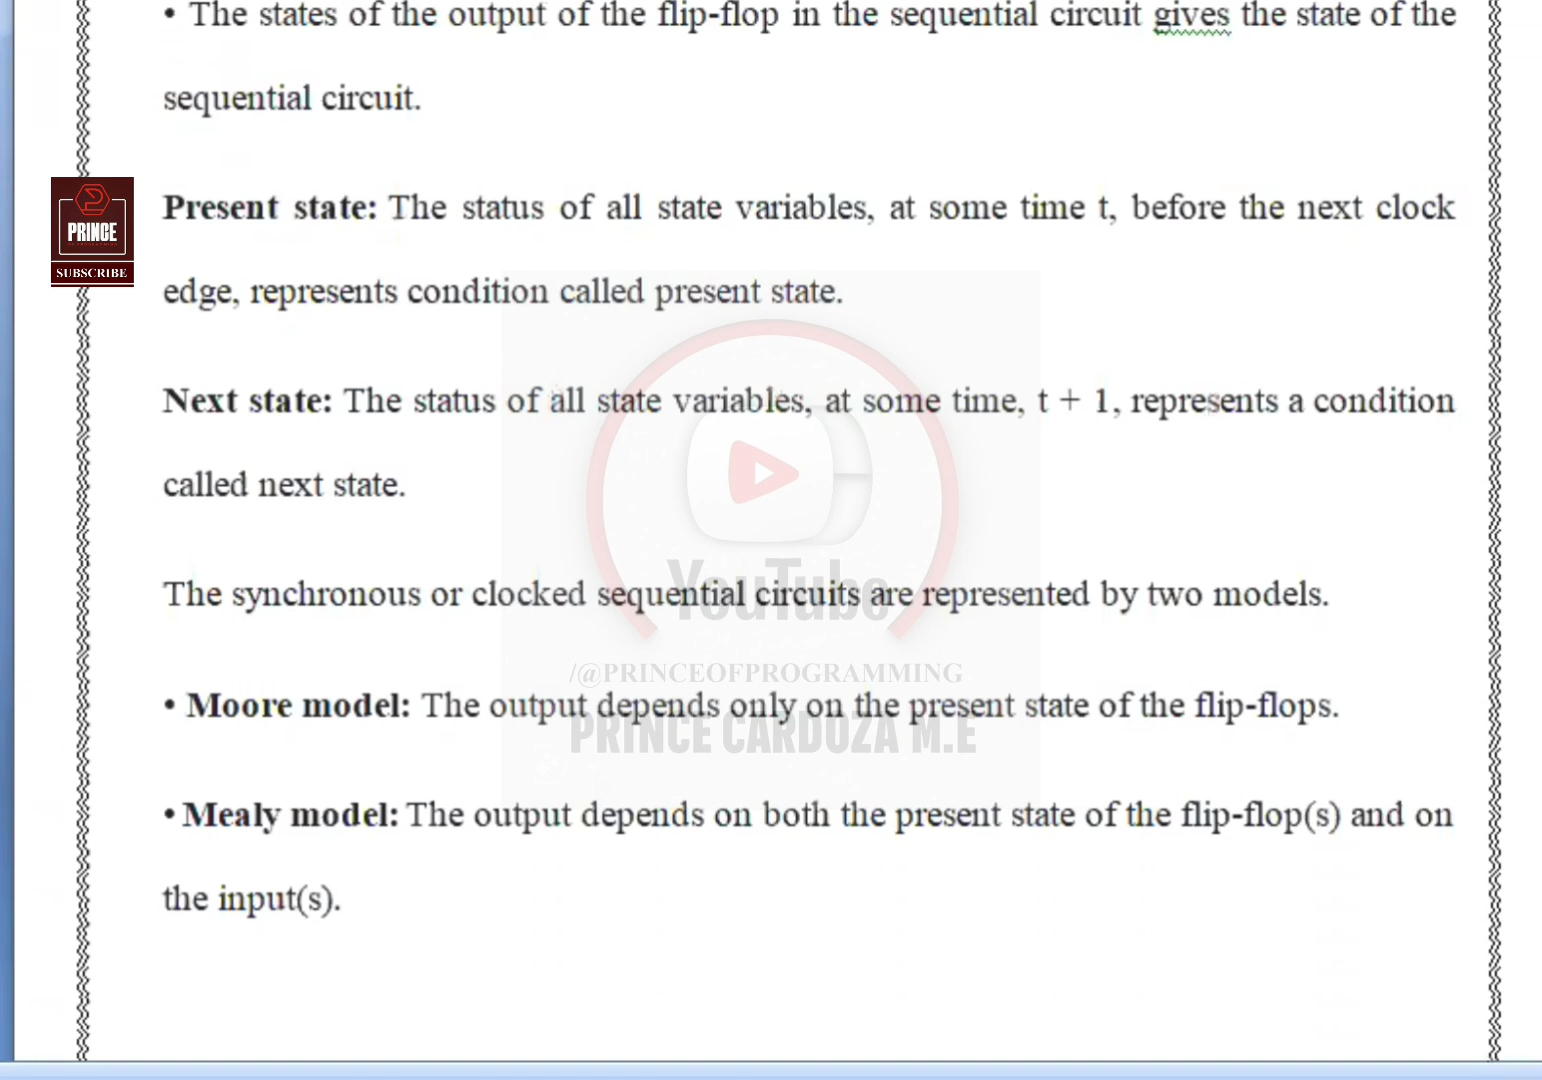 • The states of the output of the flip-flop in the sequential circuit gives the state of the
sequential circuit.
PRINCE
SUBSCRIBE
Present state: The status of all state variables, at some time t, before the next clock
edge, represents condition called present state.
Next state: The status of all state variables, at some time, t + 1, represents a condition
called next state.
The synchronous or clocked sequential circuits are represented by two models.
YouTube
/@PRINCEOFPROGRAMMING
• Moore model: The output depends only on the present state of the flip-flops.
PRINCE CARDOZA M.E
• Mealy model: The output depends on both the present state of the flip-flop(s) and on
the input(s).